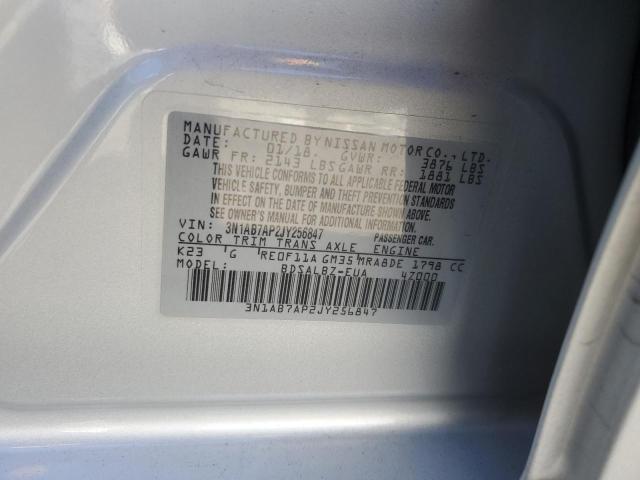 MANUFACTURED BY NISSAN MOTOR CO., LTD.
DATE: 01/18. GVWR: 3876 LBS
GAWR FR: 2143 LBS GAWR RR: 1881 LBS
THIS VEHICLE CONFORMS TO ALL APPLICABLE FEDERAL MOTOR
VEHICLE SAFETY, BUMPER AND THEFT PREVENTION STANDARDS
IN EFFECT ON THE DATE OF MANUFACTURE SHOWN ABOVE.
SEE OWNER'S MANUAL FOR ADDITIONAL INFORMATION
VIN: 3N1AB7AP2JY256847 PASSENGER CAR.
COLOR TRIM TRANS AXLE ENGINE
K23 'G 'RE0F11A GM35'MRA8DE 1798 CC
BDSALBZ-EUA 4Z000
3N1AB7AP2JY256847